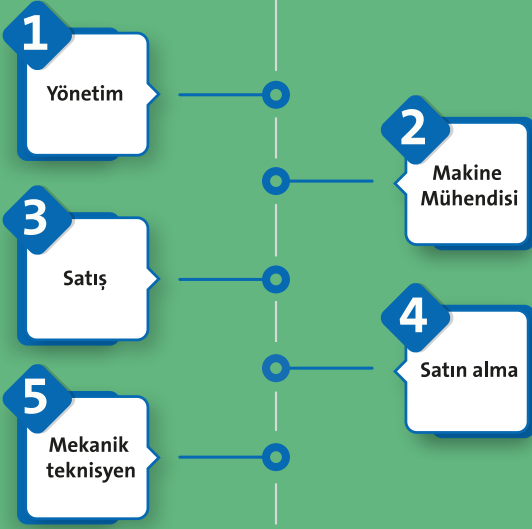 1
Yönetim
2
Makine
Mühendisi
3
Satış
4
Satın alma
5
Mekanik
teknisyen